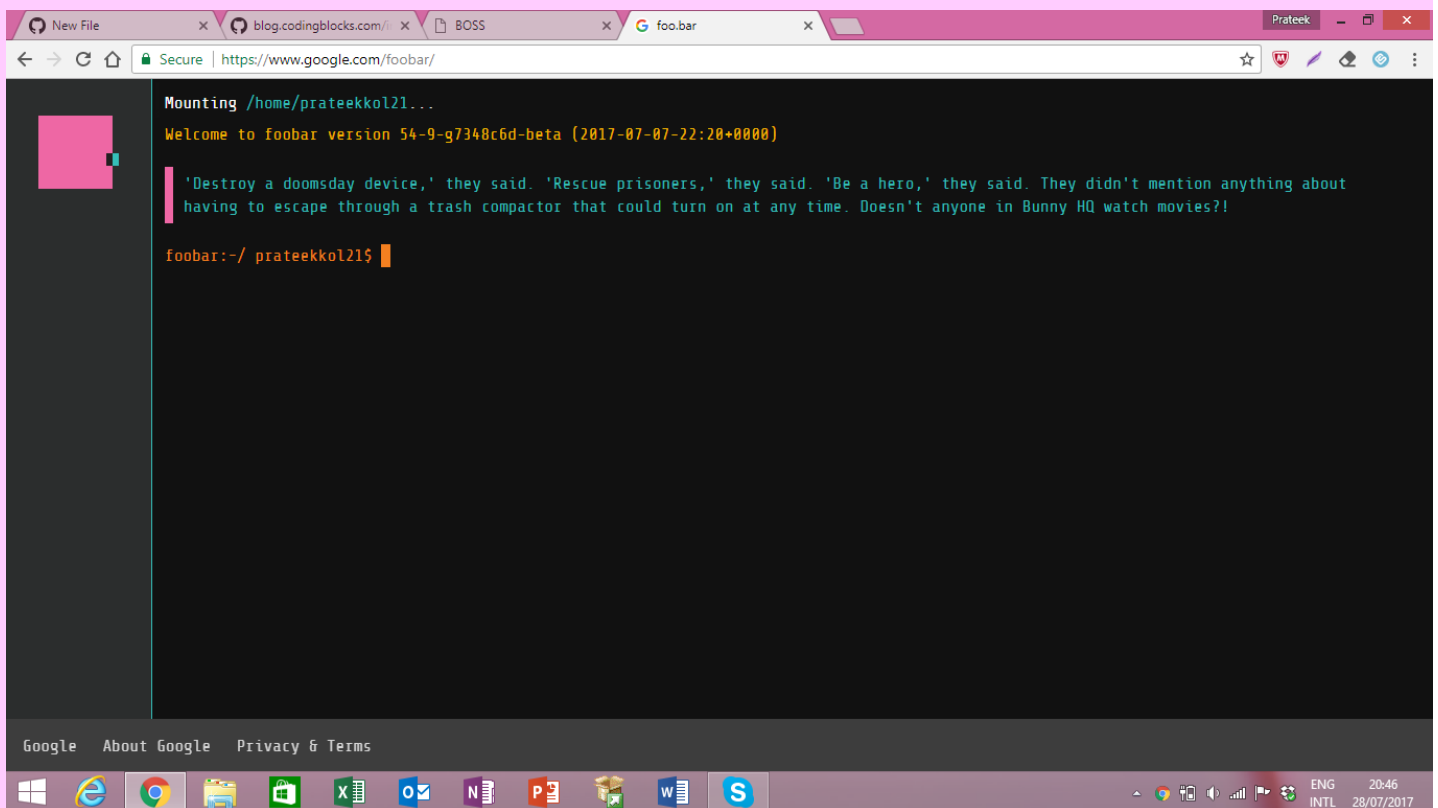 New File
blog.codingblocks.com/i
BOSS
foo.bar
Prateek
Secure | https://www.google.com/foobar/
Mounting /home/prateekkol21...
Welcome to foobar version 54-9-g7348c6d-beta (2017-07-07-22:20+0000)
'Destroy a doomsday device,' they said. 'Rescue prisoners,' they said. 'Be a hero,' they said. They didn't mention anything about
having to escape through a trash compactor that could turn on at any time. Doesn't anyone in Bunny HQ watch movies?!
foobar:~/ prateekkol21$
Google About Google Privacy & Terms
ENG 20:46
INTL 28/07/2017